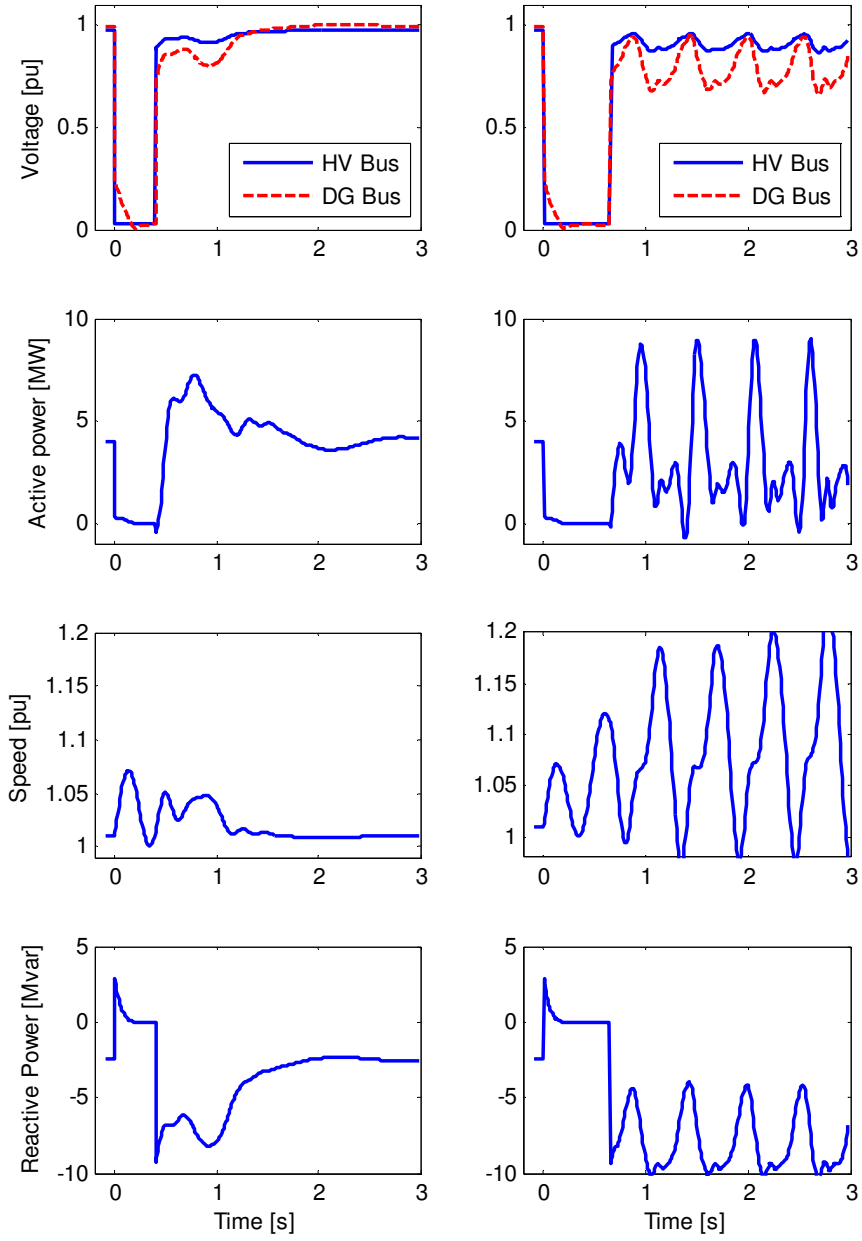 Voltage [pu]
1
0.5
0
HV Bus
DG Bus
0 1 2 3
1
0.5
0
HV Bus
DG Bus
0 1 2 3
Active power [MW]
10
5
0
0 1 2 3
10
5
0
0 1 2 3
Speed [pu]
1.2
1.15
1.1
1.05
1
0 1 2 3
1.2
1.15
1.1
1.05
1
0 1 2 3
Reactive Power [Mvar]
5
0
-5
-10
0 1 2 3
Time [s]
5
0
-5
-10
0 1 2 3
Time [s]